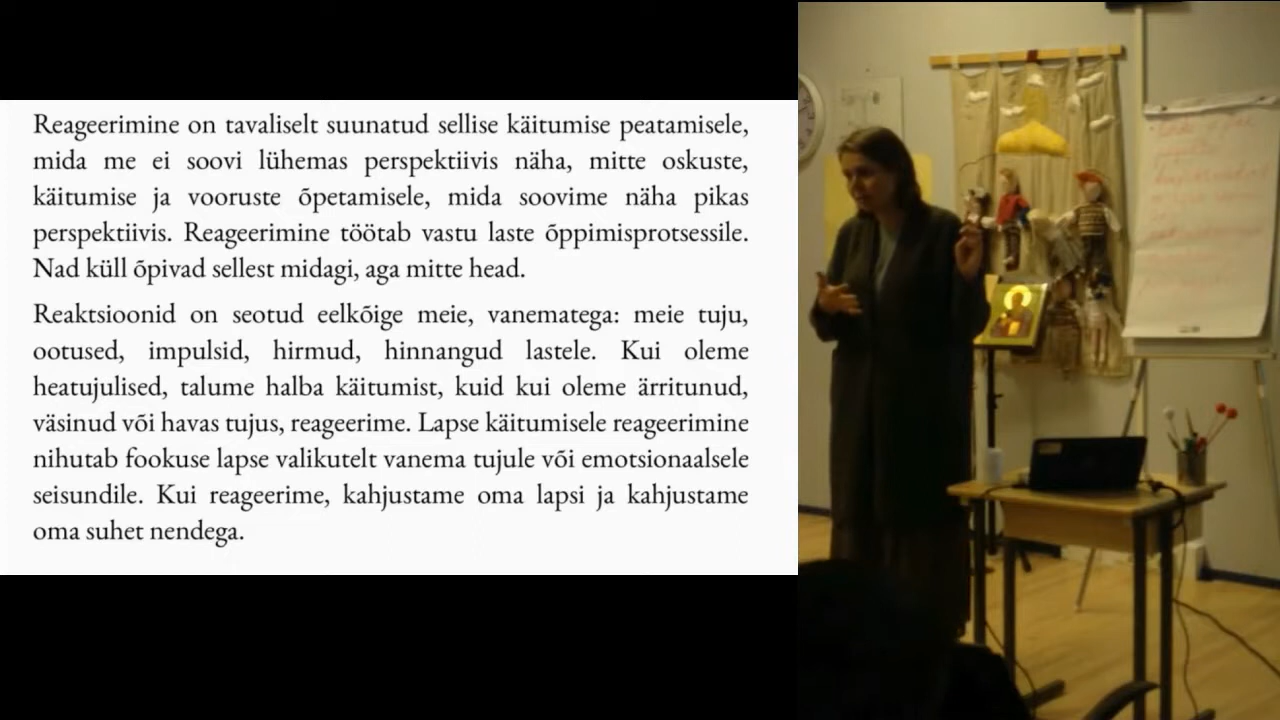 Reageerimine on tavaliselt suunatud sellise käitumise peatamisele,
mida me ei soovi lühemas perspektiivis näha, mitte oskuste,
käitumise ja vooruste õpetamisele, mida soovime näha pikas
perspektiivis. Reageerimine töötab vastu laste õppimisprotsessile.
Nad küll õpivad sellest midagi, aga mitte head.
Reaktsioonid on seotud eelkõige meie, vanematega: meie tuju,
ootused, impulsid, hirmud, hinnangud lastele. Kui oleme
heatujulised, talume halba käitumist, kuid kui oleme ärritunud,
väsinud või havas tujus, reageerime. Lapse käitumisele reageerimine
nihutab fookuse lapse valikutelt vanema tujule või emotsionaalsele
seisundile. Kui reageerime, kahjustame oma lapsi ja kahjustame
oma suhet nendega.